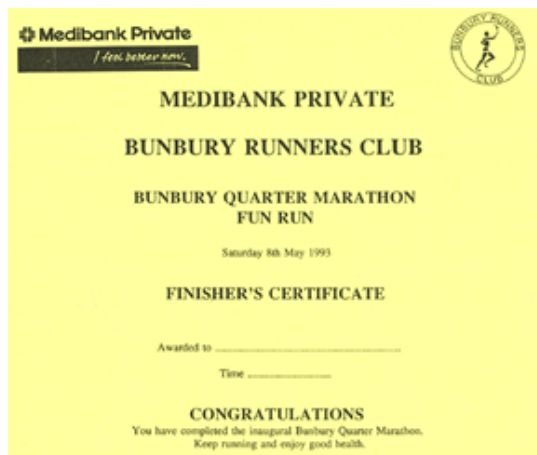 Medibank Private
I feel better now.
BUNBURY RUNNERS
CLUB
MEDIBANK PRIVATE
BUNBURY RUNNERS CLUB
BUNBURY QUARTER MARATHON
FUN RUN
Saturday 8th May 1993
FINISHER'S CERTIFICATE
Awarded to
Time
CONGRATULATIONS
You have completed the inaugural Bunbury Quarter Marathon.
Keep running and enjoy good health.